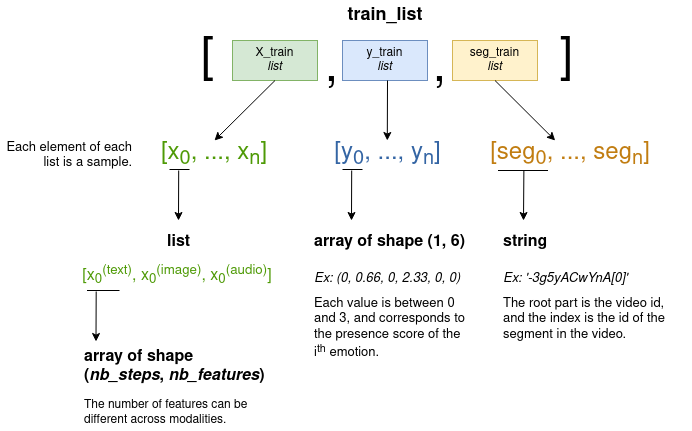 train_list
[ X_train , y_train , seg_train ]
list list list
Each element of each
list is a sample.
[x0, ..., xn] [y0, ..., yn] [seg0, ..., segn]
list
[x0(text), x0(image), x0(audio)]
array of shape
(nb_steps, nb_features)
The number of features can be
different across modalities.
array of shape (1, 6)
Ex: (0, 0.66, 0, 2.33, 0, 0)
Each value is between 0
and 3, and corresponds to
the presence score of the
ith emotion.
string
Ex: '-3g5yACwYnA[0]'
The root part is the video id,
and the index is the id of the
segment in the video.